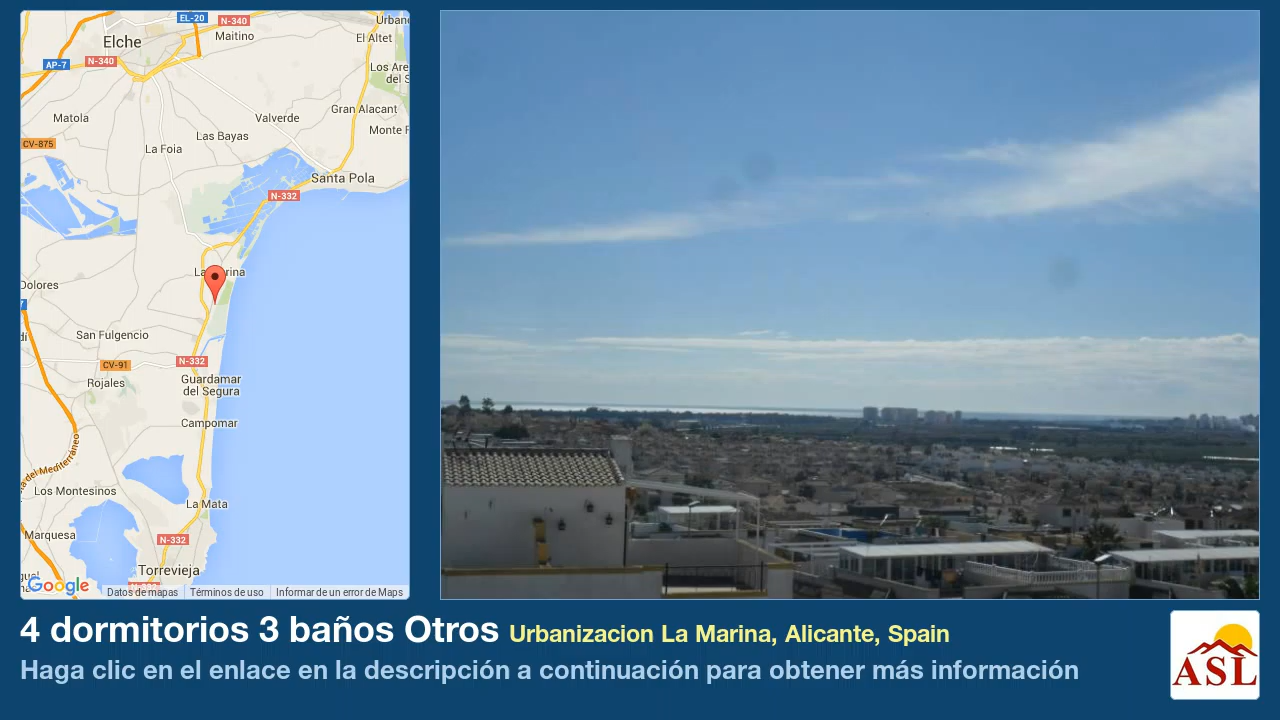 EL-20
N-340
Urbano
Elche
Maitino
El Altet
AP-7
N-340
Los Are
del S
Matola
Valverde
Gran Alacant
Las Bayas
Monte F
CV-875
La Foia
Santa Pola
N-332
La Marina
Dolores
San Fulgencio
N-332
CV-91
Rojales
Guardamar
del Segura
Campomar
ta del Mediterráneo
Los Montesinos
La Mata
Marquesa
N-332
Torrevieja
Google
Datos de mapas
Términos de uso
Informar de un error de Maps
4 dormitorios 3 baños Otros Urbanizacion La Marina, Alicante, Spain
Haga clic en el enlace en la descripción a continuación para obtener más información
ASL